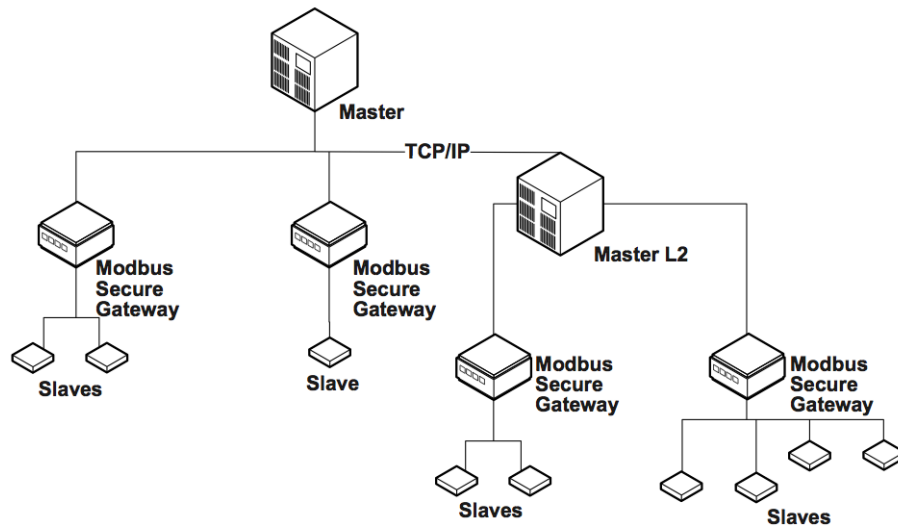 Master
TCP/IP
Master L2
Modbus
Secure
Gateway
Modbus
Secure
Gateway
Slaves
Slave
Modbus
Secure
Gateway
Modbus
Secure
Gateway
Slaves
Slaves